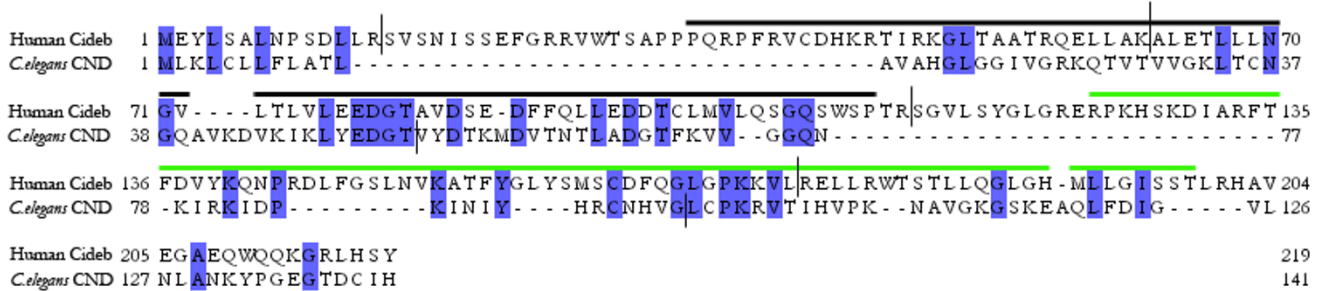 Human Cideb 1 MEYLSALNPSDLLRSVSNISSEFGRRVWTSAPPPQRPFRVCDHKRTIRKGLTAATRQELLAKALETLLLN 70
C.elegans CND 1 MLKLCLLFLATL---------------------------------AVAHGLGGIVGRKQTVTVVGKLTCN 37
Human Cideb 71 GV----LTLVLEEDGTAVDSE-DFFQLLEDDTCLMVLQSGQSWSPTRSGVLSYGLGRERPKHSKDIARFT 135
C.elegans CND 38 GQAVKDVKIKLYEDGTVYDTKMDVTNTLADGTFKVV--GGQN---------------------------- 77
Human Cideb 136 FDVYKQNPRDLFGSLNVKATFYGLYSMSCDFQGLGPKKVLRELLRWTSTLLQGLGH-MLLGISSTLRHAV 204
C.elegans CND 78 -KIRKIDP---------KINIY----HRCNHVGLCPKRVTIHVPK--NAVGKGSKEAQLFDIG-----VL 126
Human Cideb 205 EGAEQWQQKGRLHSY 219
C.elegans CND 127 NLANKYPGEGTDCIH 141